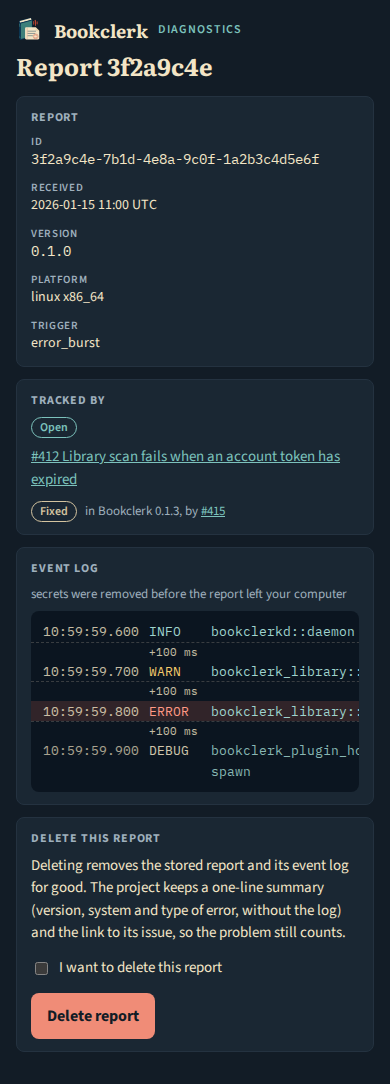 Bookclerk DIAGNOSTICS
Report 3f2a9c4e
REPORT
ID
3f2a9c4e-7b1d-4e8a-9c0f-1a2b3c4d5e6f
RECEIVED
2026-01-15 11:00 UTC
VERSION
0.1.0
PLATFORM
linux x86_64
TRIGGER
error_burst
TRACKED BY
Open
#412 Library scan fails when an account token has
expired
Fixed in Bookclerk 0.1.3, by #415
EVENT LOG
secrets were removed before the report left your computer
10:59:59.600 INFO bookclerkd::daemon
+100 ms
10:59:59.700 WARN bookclerk_library::
+100 ms
10:59:59.800 ERROR bookclerk_library::
+100 ms
10:59:59.900 DEBUG bookclerk_plugin_ho
spawn
DELETE THIS REPORT
Deleting removes the stored report and its event log
for good. The project keeps a one-line summary
(version, system and type of error, without the log)
and the link to its issue, so the problem still counts.
I want to delete this report
Delete report